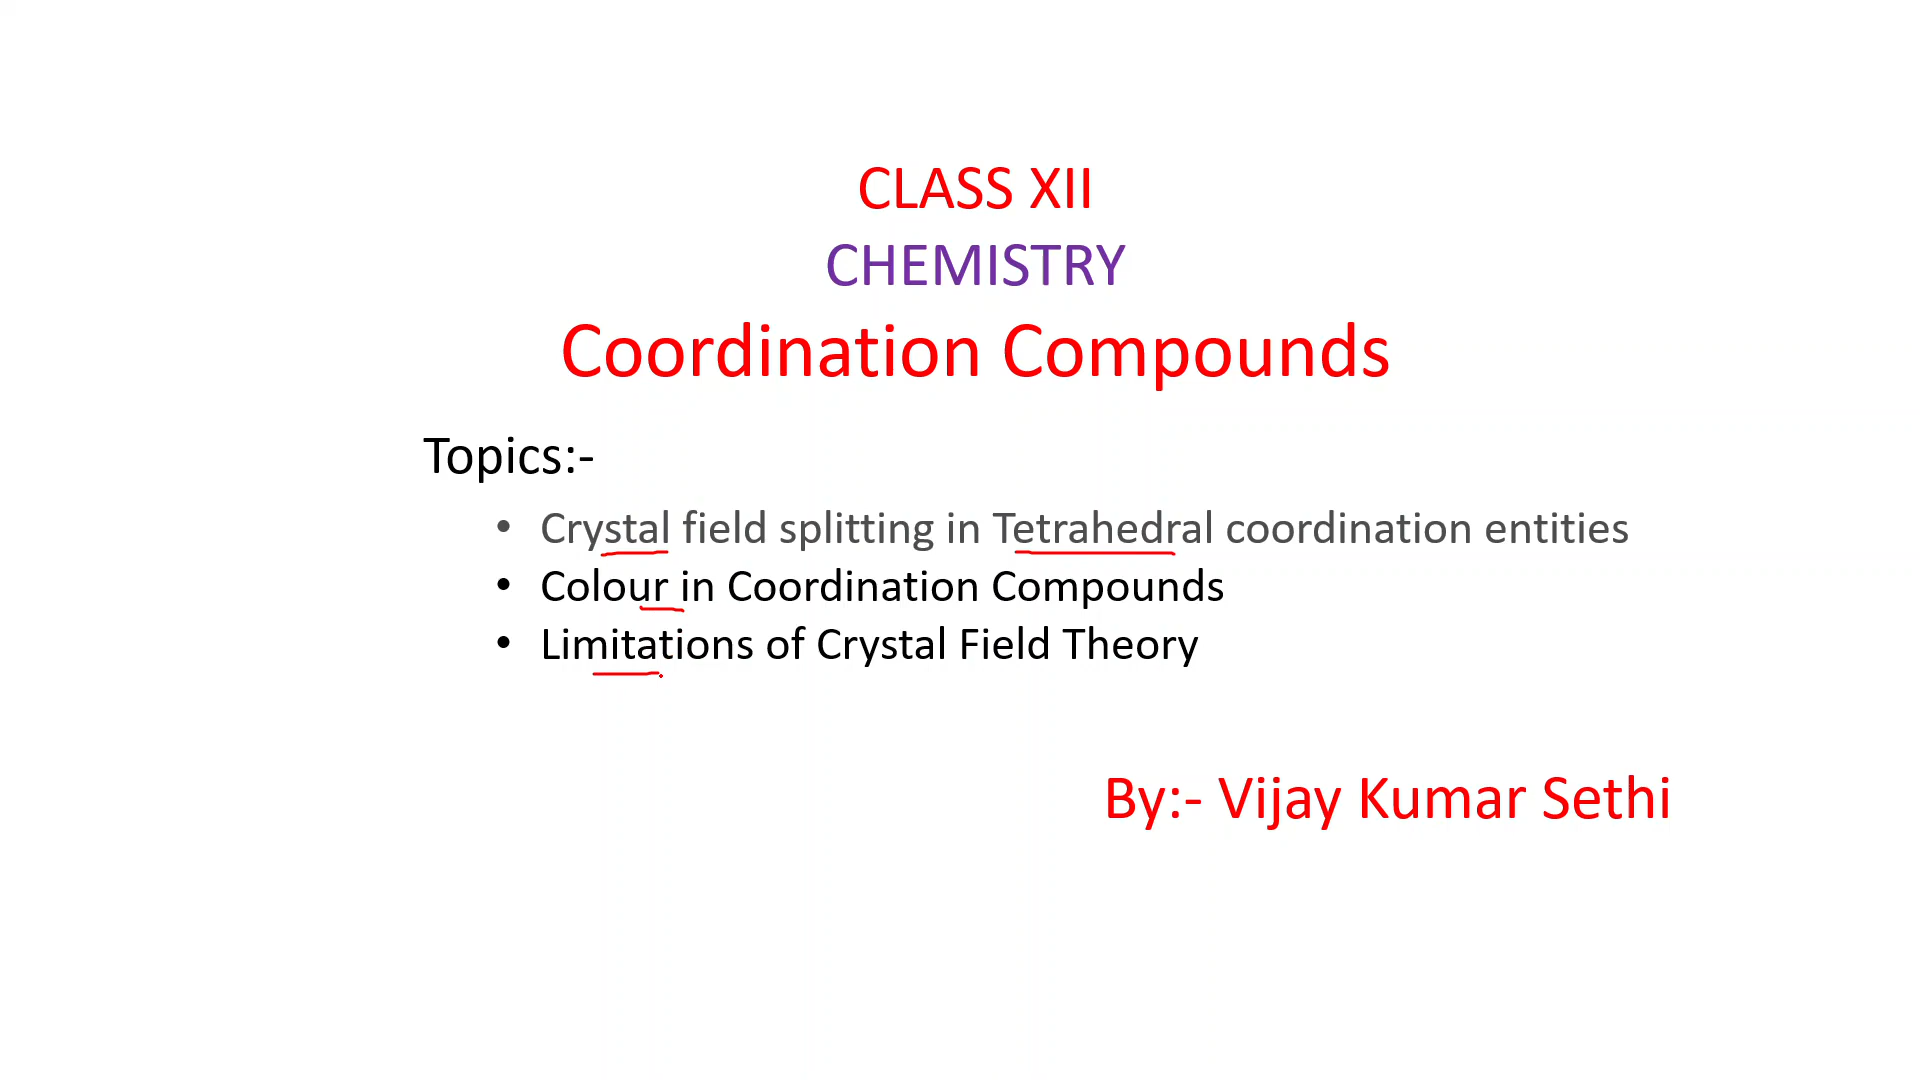 CLASS XII
CHEMISTRY
Coordination Compounds
Topics:-
• Crystal field splitting in Tetrahedral coordination entities
• Colour in Coordination Compounds
• Limitations of Crystal Field Theory
By:- Vijay Kumar Sethi